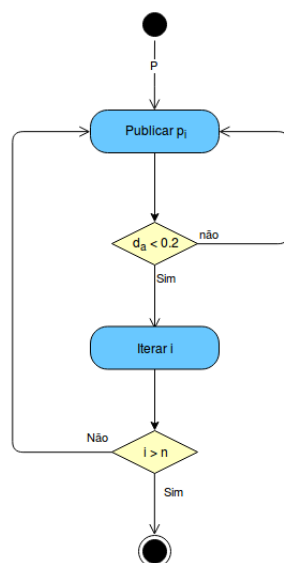 P
Publicar pᵢ
dₐ < 0.2
não
Sim
Iterar i
Não
i > n
Sim